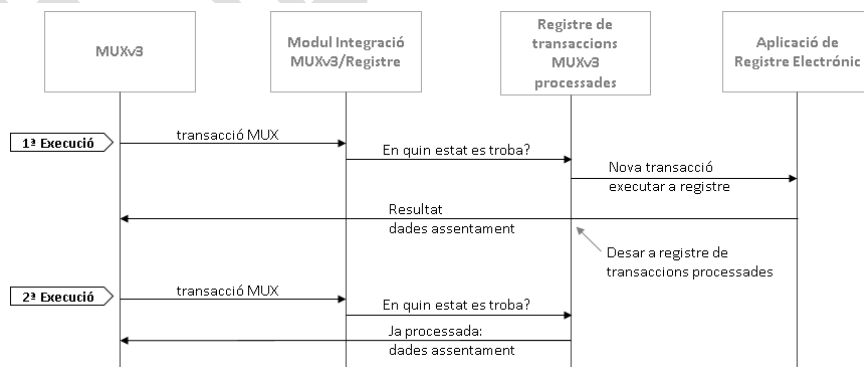 MUXv3
Modul Integració
MUXv3/Registre
Registre de
transaccions
MUXv3
processades
Aplicació de
Registre Electrónic
1ª Execució
transacció MUX
En quin estat es troba?
Nova transacció
executar a registre
Resultat
dades assentament
Desar a registre de
transaccions processades
2ª Execució
transacció MUX
En quin estat es troba?
Ja processada:
dades assentament